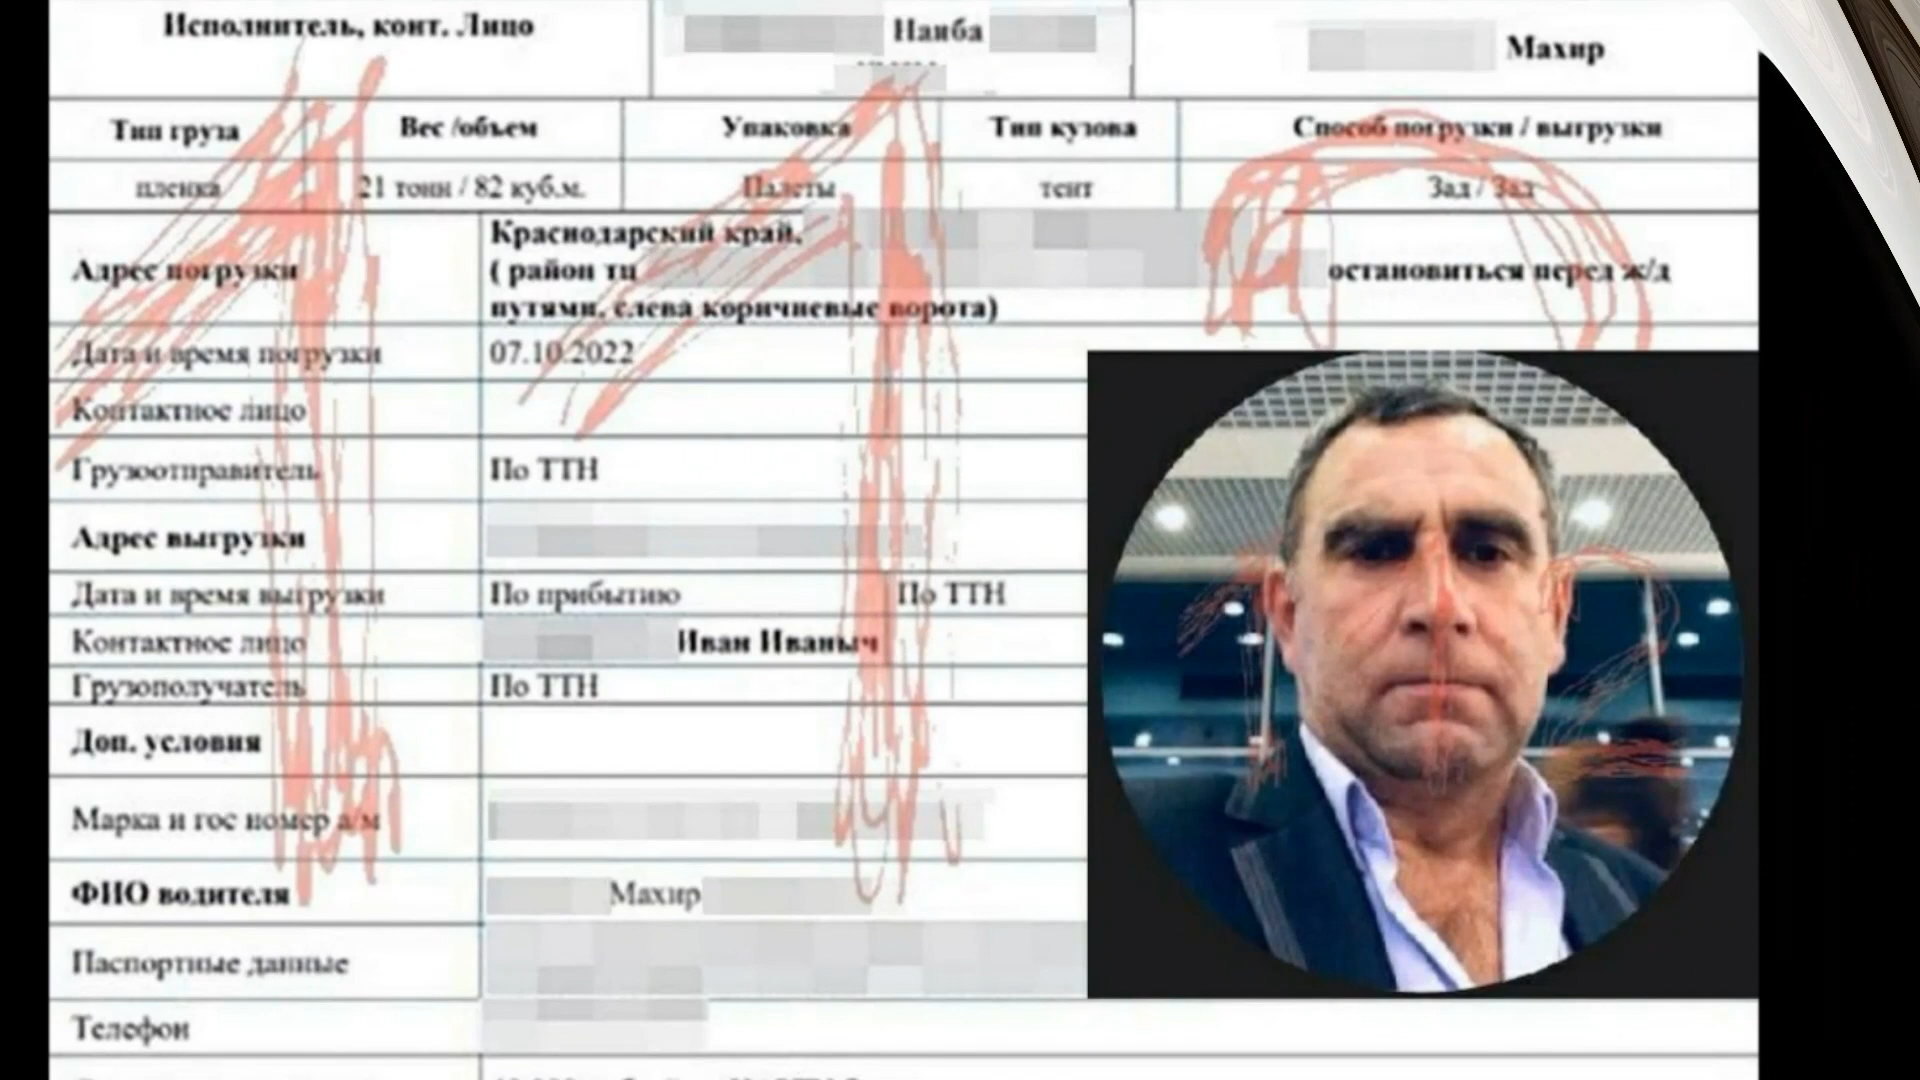 Исполнитель, конт. Лицо
Наиба
Махир
Тип груза Вес /объем Упаковка Тип кузова Способ погрузки / выгрузки
пленка 21 тонн / 82 куб.м. Палеты тент Зад / Зад
Адрес погрузки
Краснодарский край,
( район тц остановиться перед ж/д
путями, слева коричневые ворота)
Дата и время погрузки 07.10.2022
Контактное лицо
Грузоотправитель По ТТН
Адрес выгрузки
Дата и время выгрузки По прибытию По ТТН
Контактное лицо Иван Иваныч
Грузополучатель По ТТН
Доп. условия
Марка и гос номер а/м
ФИО водителя Махир
Паспортные данные
Телефон